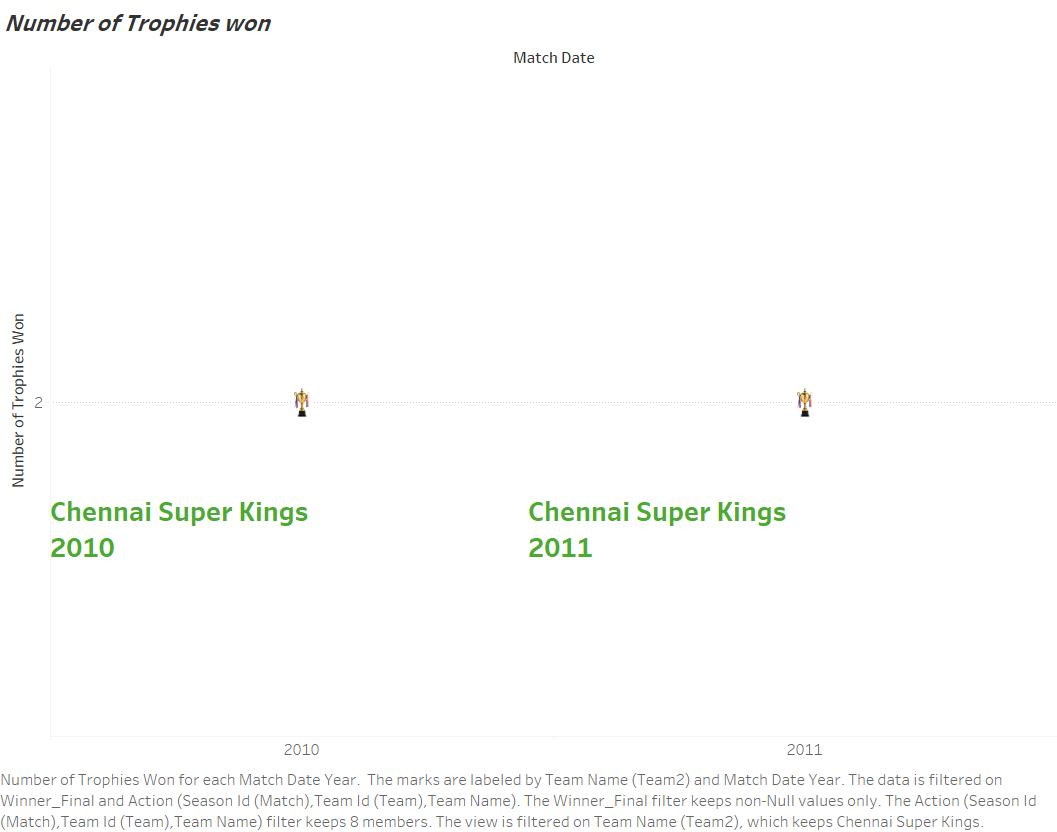 Number of Trophies won
Match Date
Number of Trophies Won
2
Chennai Super Kings
2010
Chennai Super Kings
2011
2010
2011
Number of Trophies Won for each Match Date Year.  The marks are labeled by Team Name (Team2) and Match Date Year. The data is filtered on
Winner_Final and Action (Season Id (Match),Team Id (Team),Team Name). The Winner_Final filter keeps non-Null values only. The Action (Season Id
(Match),Team Id (Team),Team Name) filter keeps 8 members. The view is filtered on Team Name (Team2), which keeps Chennai Super Kings.